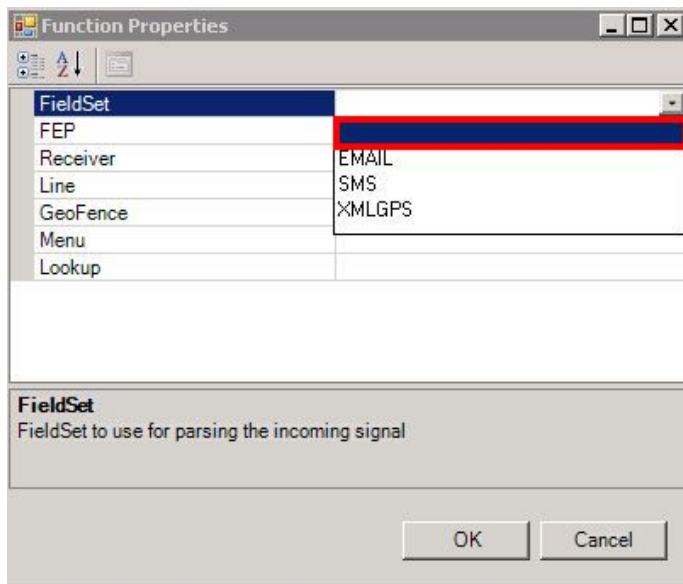 Function Properties
A
Z
FieldSet
FEP
EMAIL
Receiver
SMS
Line
XMLGPS
GeoFence
Menu
Lookup
FieldSet
FieldSet to use for parsing the incoming signal
OK Cancel